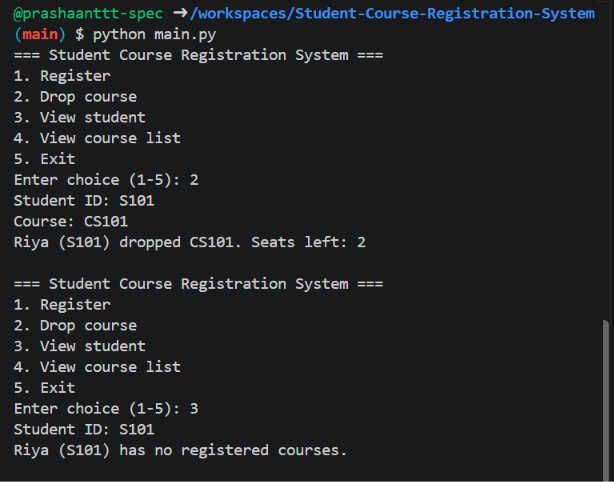 @prashaanttt-spec ➜/workspaces/Student-Course-Registration-System
(main) $ python main.py
=== Student Course Registration System ===
1. Register
2. Drop course
3. View student
4. View course list
5. Exit
Enter choice (1-5): 2
Student ID: S101
Course: CS101
Riya (S101) dropped CS101. Seats left: 2

=== Student Course Registration System ===
1. Register
2. Drop course
3. View student
4. View course list
5. Exit
Enter choice (1-5): 3
Student ID: S101
Riya (S101) has no registered courses.